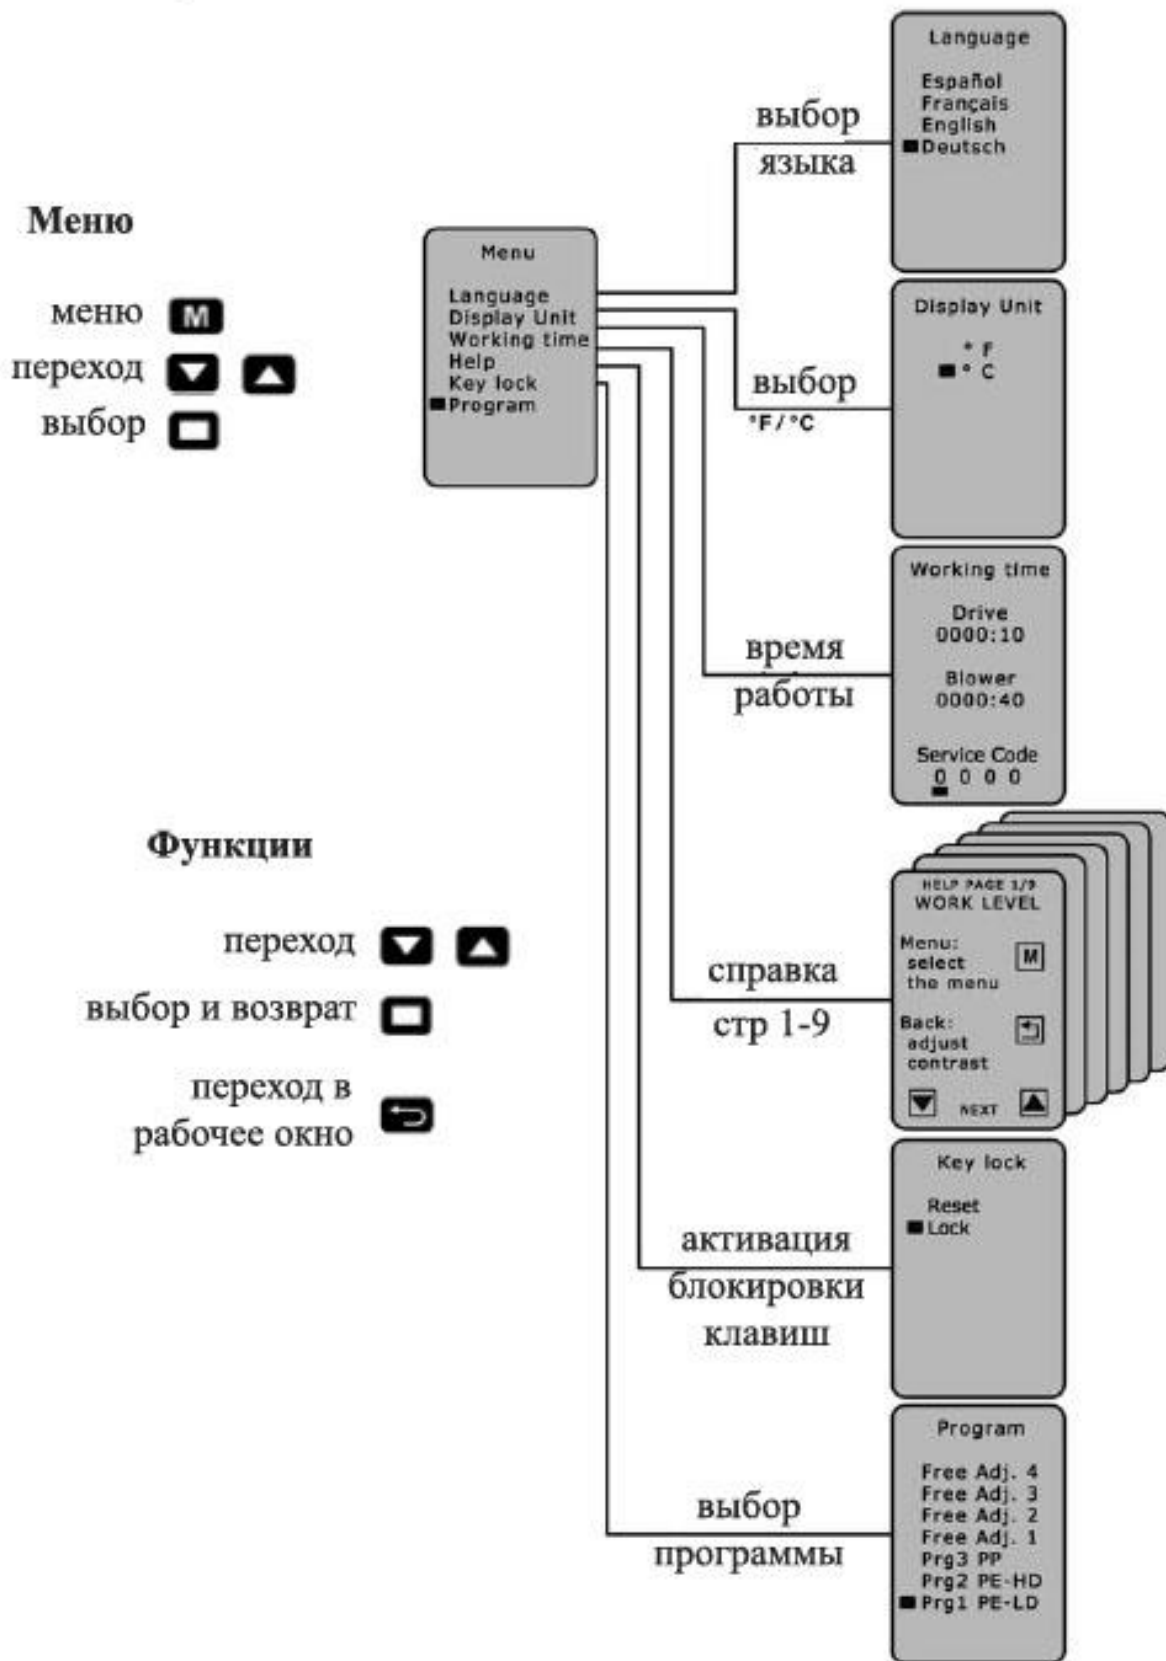 Меню
меню M
переход
выбор
Menu
Language
Display Unit
Working time
Help
Key lock
Program
выбор
языка
Language
Español
Français
English
Deutsch
выбор
°F/°C
Display Unit
° F
° C
время
работы
Working time
Drive
0000:10
Blower
0000:40
Service Code
0 0 0 0
Функции
переход
выбор и возврат
переход в
рабочее окно
справка
стр 1-9
HELP PAGE 1/9
WORK LEVEL
Menu:
select
the menu
M
Back:
adjust
contrast
NEXT
активация
блокировки
клавиш
Key lock
Reset
Lock
выбор
программы
Program
Free Adj. 4
Free Adj. 3
Free Adj. 2
Free Adj. 1
Prg3 PP
Prg2 PE-HD
Prg1 PE-LD